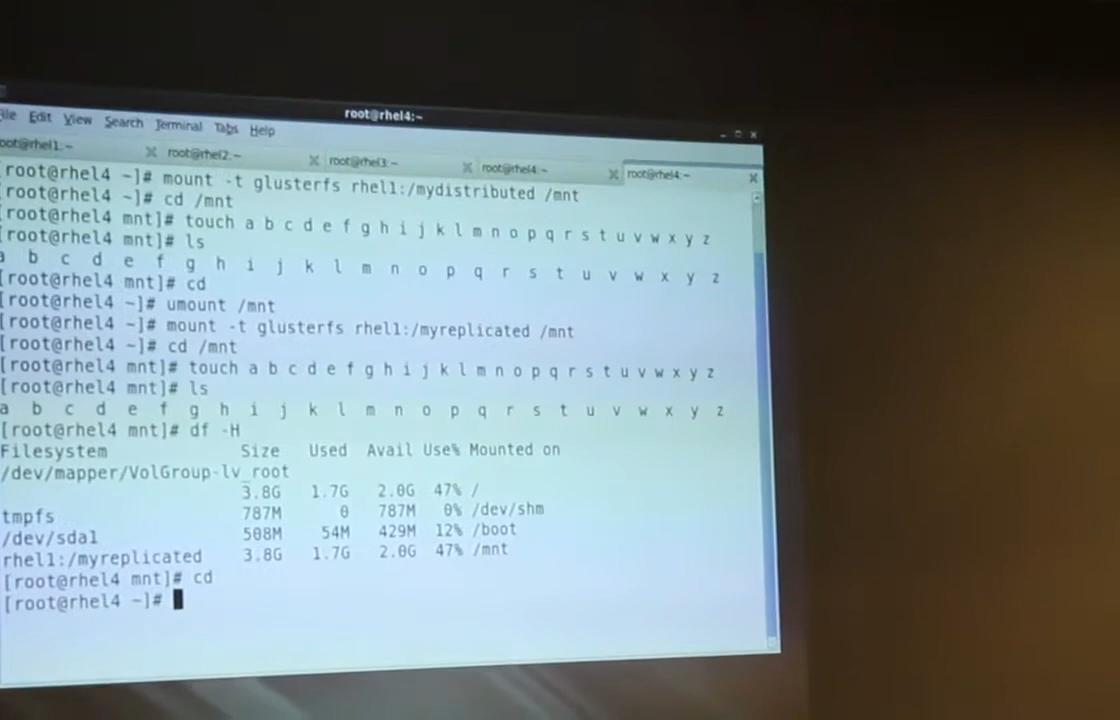 root@rhel4:~
File Edit View Search Terminal Tabs Help
root@rhel1:~ root@rhel2:~ root@rhel3:~ root@rhel4:~ root@rhel4:~
[root@rhel4 ~]# mount -t glusterfs rhel1:/mydistributed /mnt
[root@rhel4 ~]# cd /mnt
[root@rhel4 mnt]# touch a b c d e f g h i j k l m n o p q r s t u v w x y z
[root@rhel4 mnt]# ls
a b c d e f g h i j k l m n o p q r s t u v w x y z
[root@rhel4 mnt]# cd
[root@rhel4 ~]# umount /mnt
[root@rhel4 ~]# mount -t glusterfs rhel1:/myreplicated /mnt
[root@rhel4 ~]# cd /mnt
[root@rhel4 mnt]# touch a b c d e f g h i j k l m n o p q r s t u v w x y z
[root@rhel4 mnt]# ls
a b c d e f g h i j k l m n o p q r s t u v w x y z
[root@rhel4 mnt]# df -H
Filesystem Size Used Avail Use% Mounted on
/dev/mapper/VolGroup-lv_root
3.8G 1.7G 2.0G 47% /
tmpfs 787M 0 787M 0% /dev/shm
/dev/sda1 508M 54M 429M 12% /boot
rhel1:/myreplicated 3.8G 1.7G 2.0G 47% /mnt
[root@rhel4 mnt]# cd
[root@rhel4 ~]#